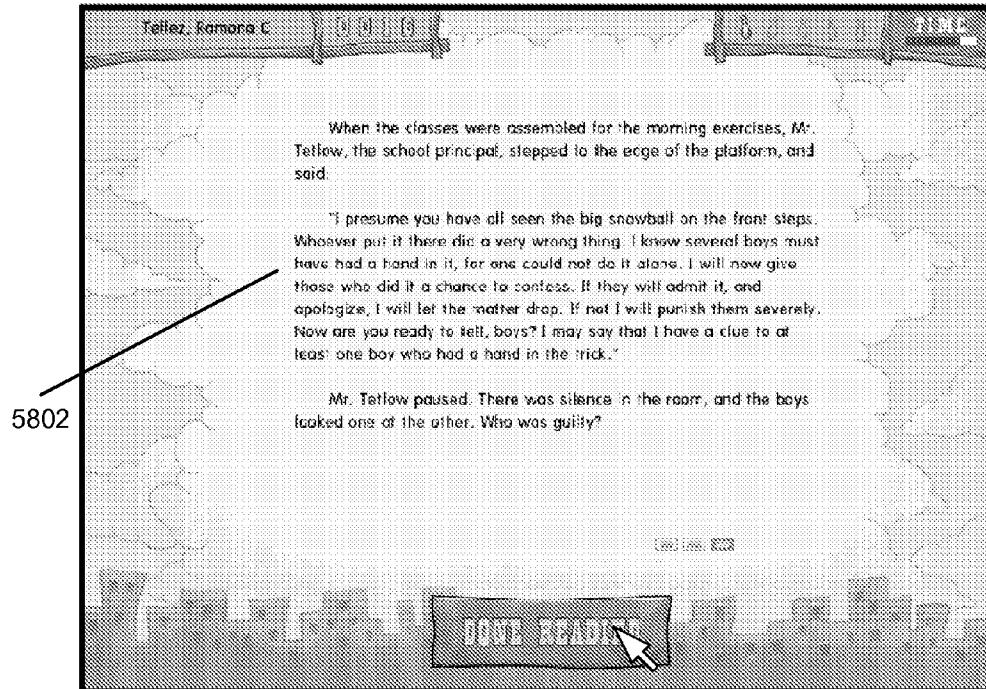 Tellez, Ramona C
TIME
When the classes were assembled for the morning exercises, Mr.
Tetlow, the school principal, stepped to the edge of the platform, and
said:
"I presume you have all seen the big snowball on the front steps.
Whoever put it there did a very wrong thing. I know several boys must
have had a hand in it, for one could not do it alone. I will now give
those who did it a chance to confess. If they will admit it, and
apologize, I will let the matter drop. If not I will punish them severely.
Now are you ready to tell, boys? I may say that I have a clue to at
least one boy who had a hand in the trick."
5802
Mr. Tetlow paused. There was silence in the room, and the boys
looked one at the other. Who was guilty?
DONE READING